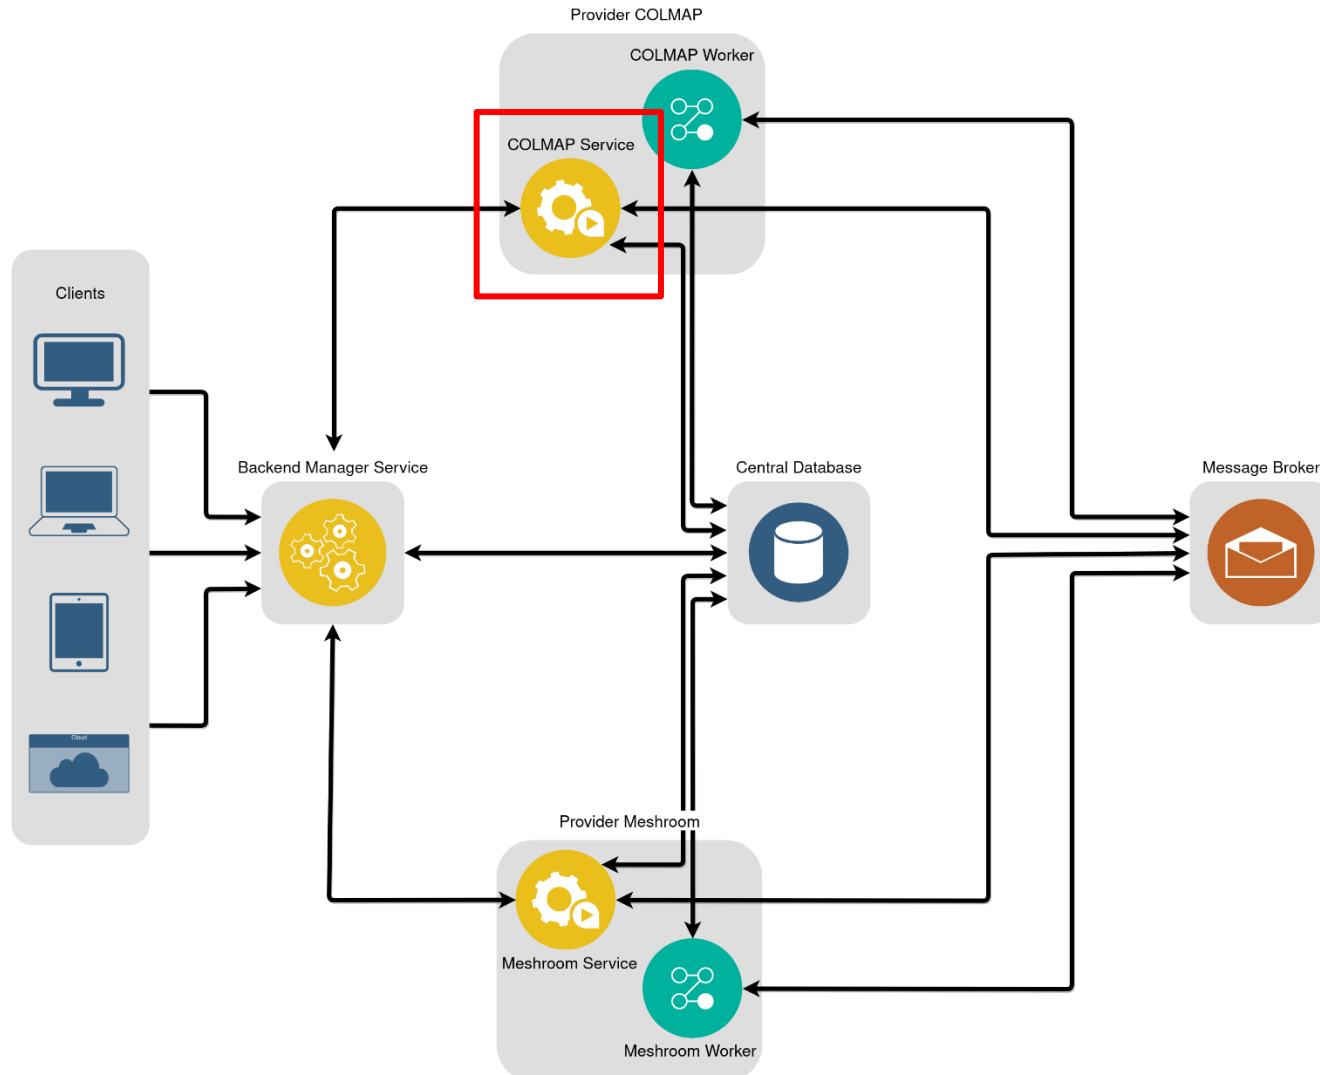 Provider COLMAP
COLMAP Worker
COLMAP Service
Clients
Backend Manager Service
Central Database
Message Broker
Cloud
Provider Meshroom
Meshroom Service
Meshroom Worker